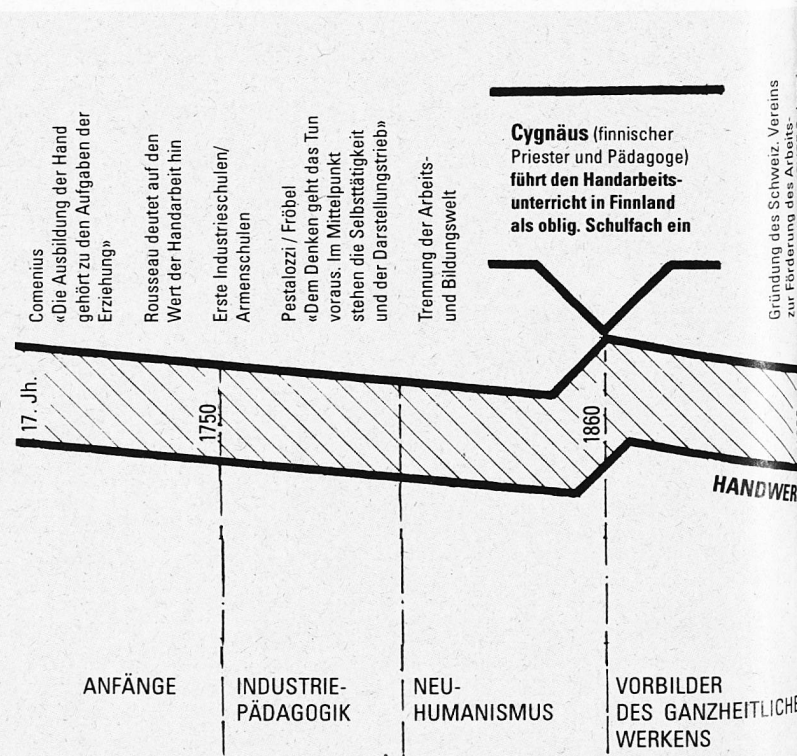 Comenius
«Die Ausbildung der Hand
gehört zu den Aufgaben der
Erziehung»
Rousseau deutet auf den
Wert der Handarbeit hin
Erste Industrieschulen/
Armenschulen
Pestalozzi / Fröbel
«Dem Denken geht das Tun
voraus. Im Mittelpunkt
stehen die Selbsttätigkeit
und der Darstellungstrieb»
Trennung der Arbeits-
und Bildungswelt
Cygnäus (finnischer
Priester und Pädagoge)
führt den Handarbeits-
unterricht in Finnland
als oblig. Schulfach ein
Gründung des Schweiz. Vereins
zur Förderung des Arbeits-
17. Jh.
1750
1860
HANDWER
ANFÄNGE
INDUSTRIE-
PÄDAGOGIK
NEU-
HUMANISMUS
VORBILDER
DES GANZHEITLICHE
WERKENS